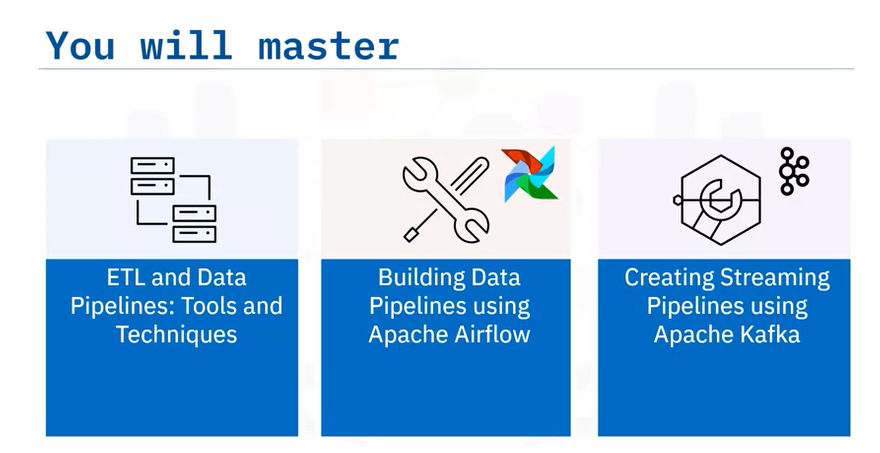 You will master
ETL and Data
Pipelines: Tools and
Techniques
Building Data
Pipelines using
Apache Airflow
Creating Streaming
Pipelines using
Apache Kafka